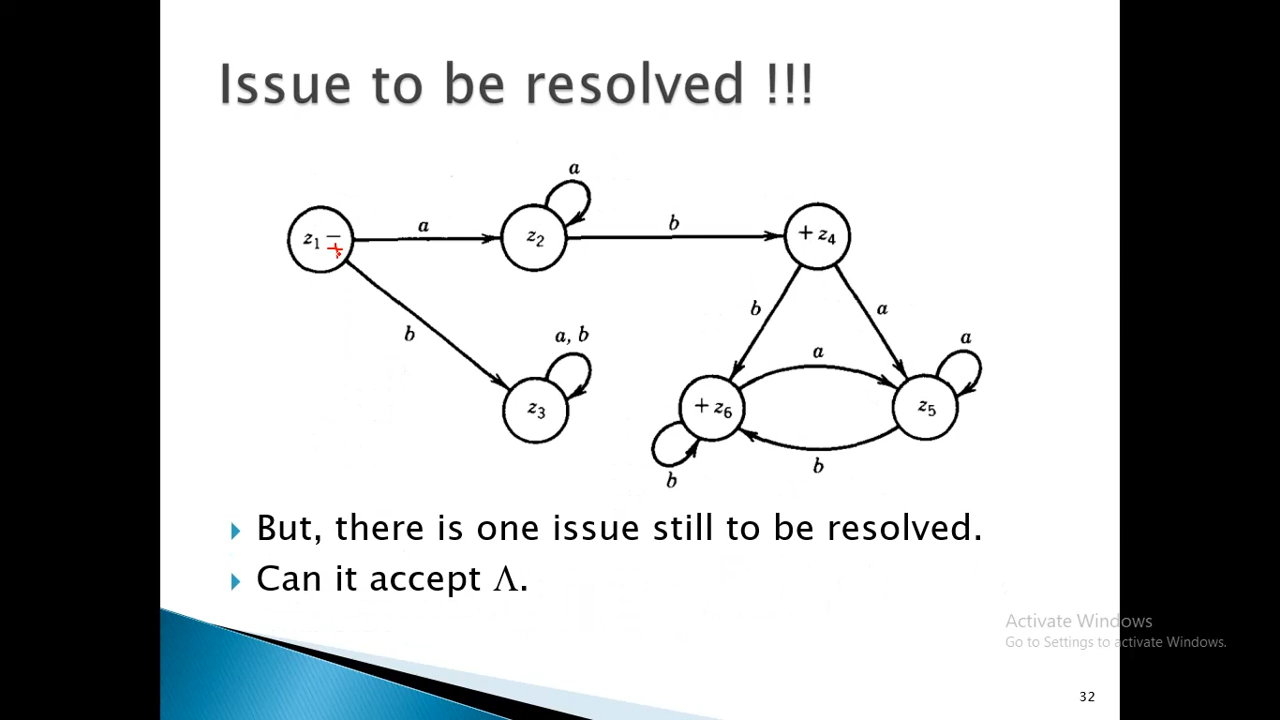 Issue to be resolved !!!
a
z1 −
+
a
z2
b
+ z4
b
a
b
a, b
z3
a
a
+ z6
z5
b
b
But, there is one issue still to be resolved.
Can it accept Λ.
Activate Windows
Go to Settings to activate Windows.
32